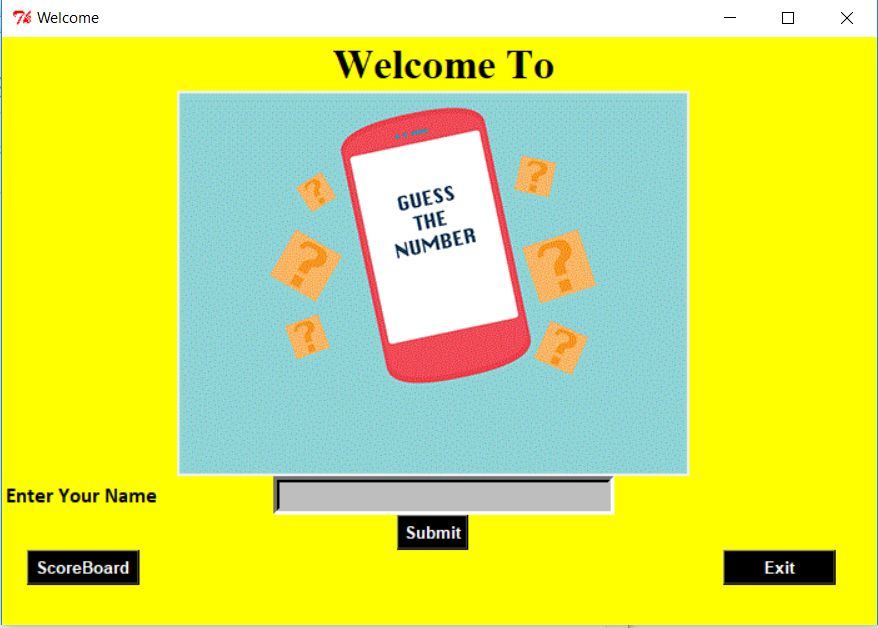 Welcome
Welcome To
GUESS
THE
NUMBER
?
?
?
?
?
?
Enter Your Name
Submit
ScoreBoard
Exit